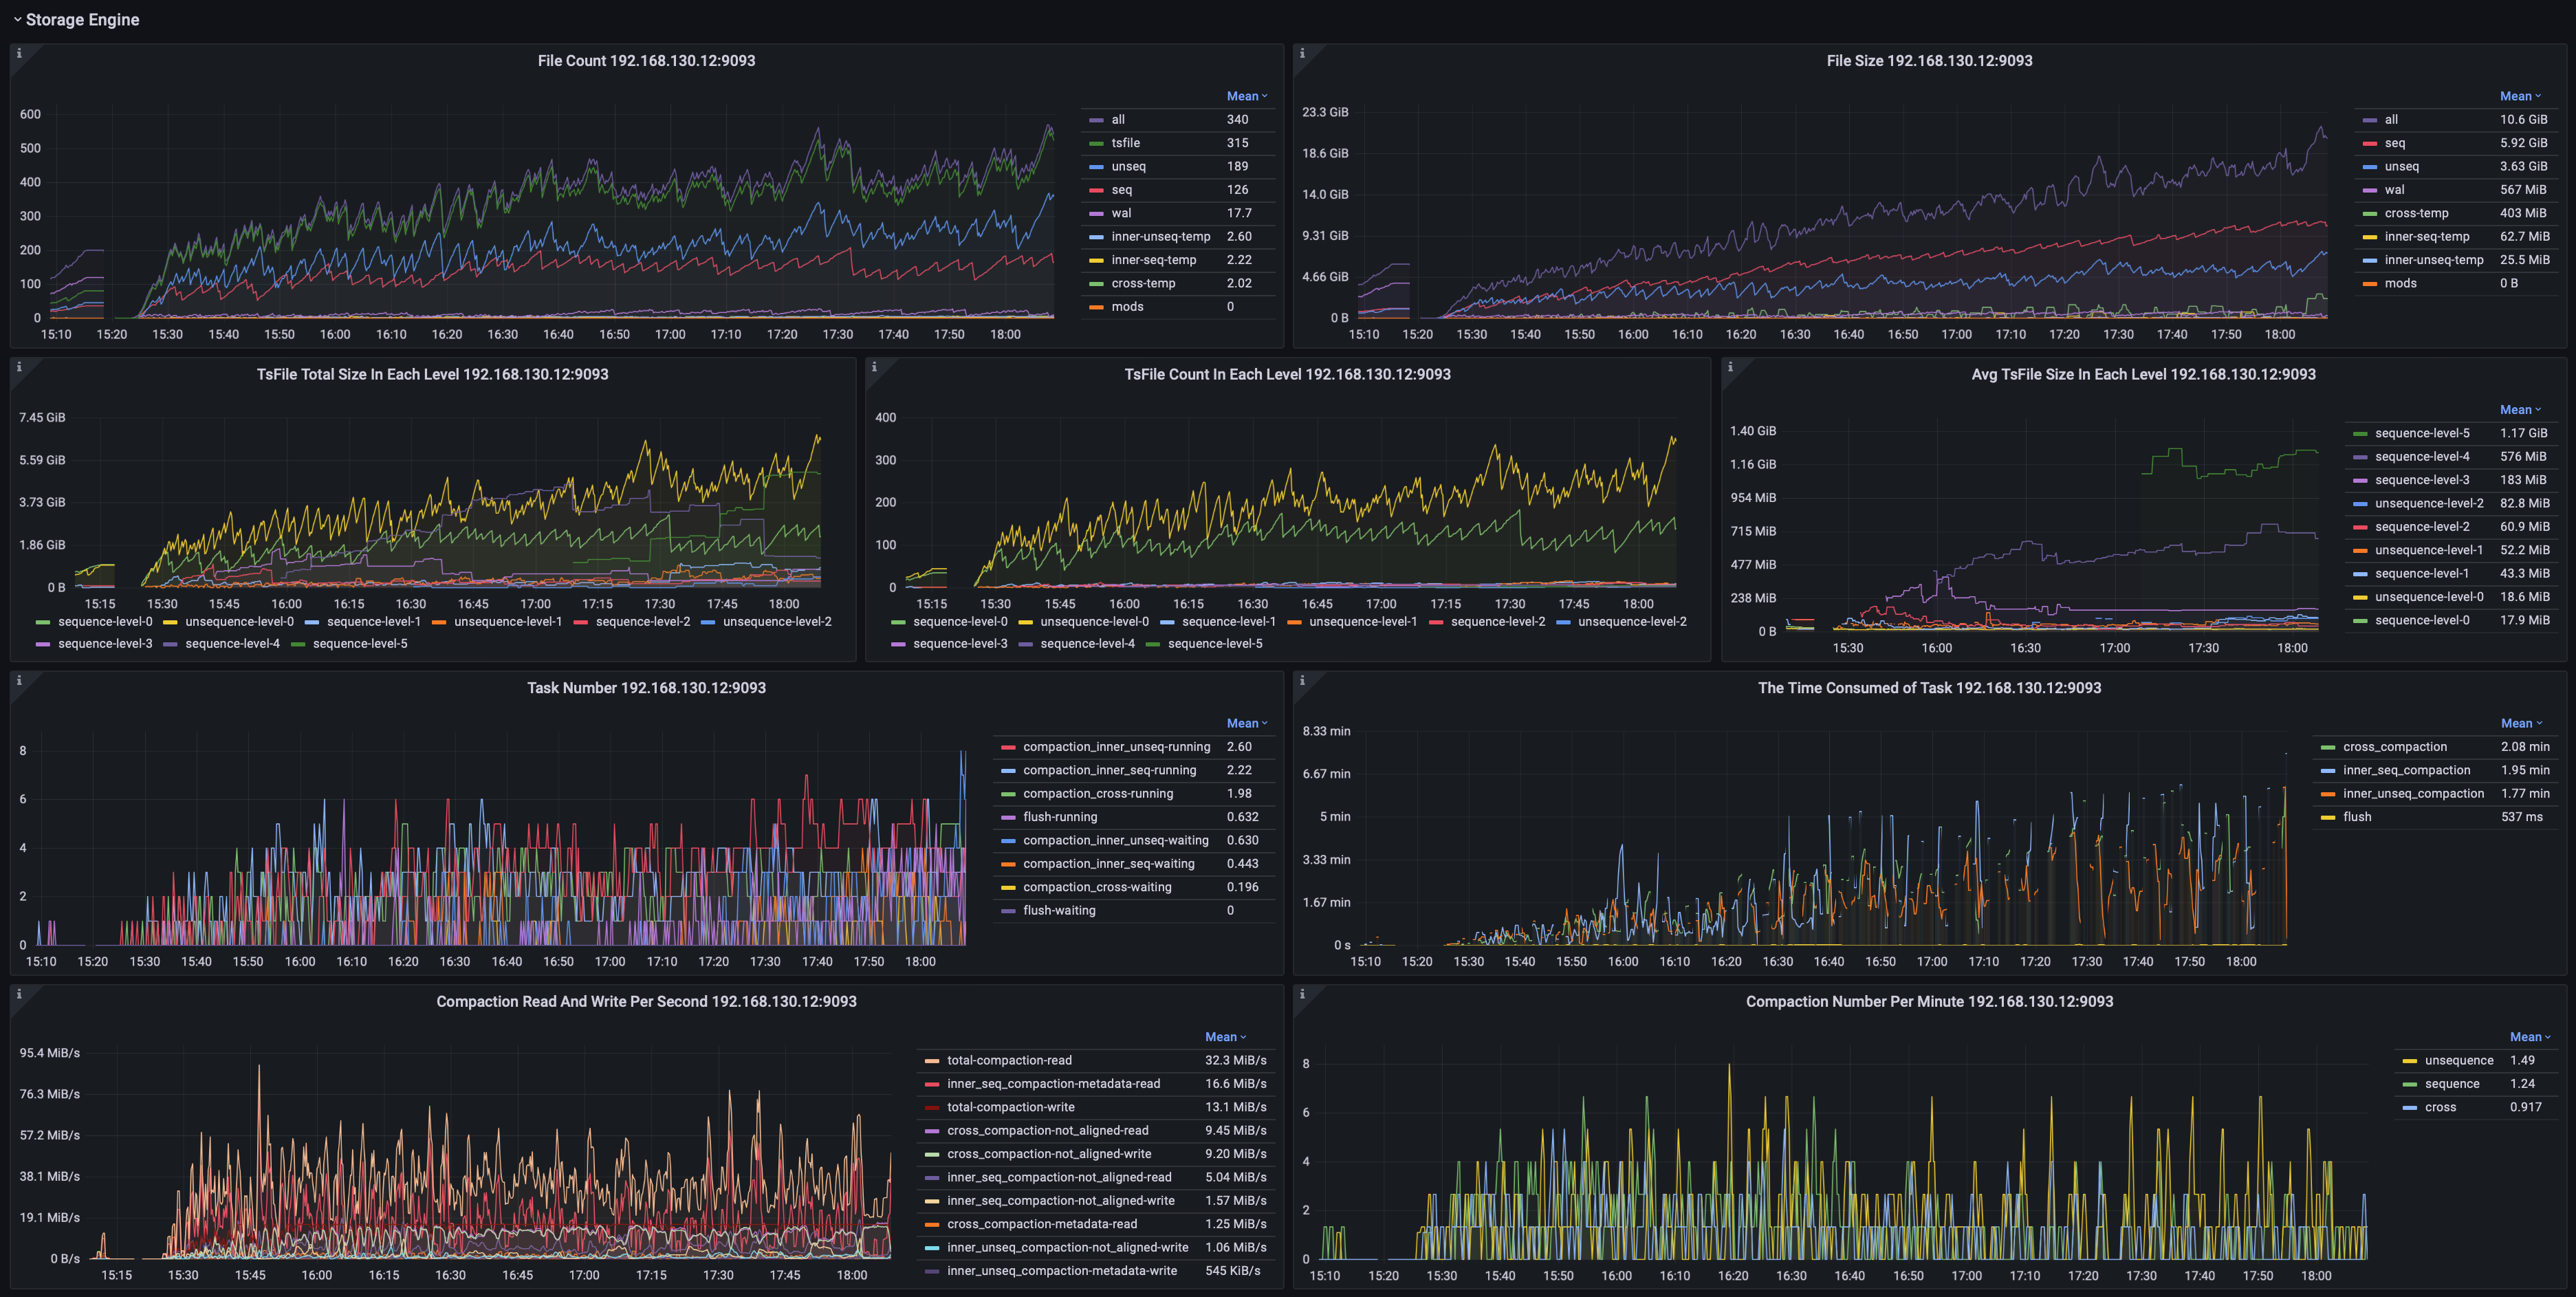 Storage Engine
File Count 192.168.130.12:9093
Mean
600
500
400
300
200
100
0
15:10 15:20 15:30 15:40 15:50 16:00 16:10 16:20 16:30 16:40 16:50 17:00 17:10 17:20 17:30 17:40 17:50 18:00
all 340
tsfile 315
unseq 189
seq 126
wal 17.7
inner-unseq-temp 2.60
inner-seq-temp 2.22
cross-temp 2.02
mods 0
File Size 192.168.130.12:9093
Mean
23.3 GiB
18.6 GiB
14.0 GiB
9.31 GiB
4.66 GiB
0 B
15:10 15:20 15:30 15:40 15:50 16:00 16:10 16:20 16:30 16:40 16:50 17:00 17:10 17:20 17:30 17:40 17:50 18:00
all 10.6 GiB
seq 5.92 GiB
unseq 3.63 GiB
wal 567 MiB
cross-temp 403 MiB
inner-seq-temp 62.7 MiB
inner-unseq-temp 25.5 MiB
mods 0 B
TsFile Total Size In Each Level 192.168.130.12:9093
7.45 GiB
5.59 GiB
3.73 GiB
1.86 GiB
0 B
15:15 15:30 15:45 16:00 16:15 16:30 16:45 17:00 17:15 17:30 17:45 18:00
sequence-level-0 unsequence-level-0 sequence-level-1 unsequence-level-1 sequence-level-2 unsequence-level-2
sequence-level-3 sequence-level-4 sequence-level-5
TsFile Count In Each Level 192.168.130.12:9093
400
300
200
100
0
15:15 15:30 15:45 16:00 16:15 16:30 16:45 17:00 17:15 17:30 17:45 18:00
sequence-level-0 unsequence-level-0 sequence-level-1 unsequence-level-1 sequence-level-2 unsequence-level-2
sequence-level-3 sequence-level-4 sequence-level-5
Avg TsFile Size In Each Level 192.168.130.12:9093
Mean
1.40 GiB
1.16 GiB
954 MiB
715 MiB
477 MiB
238 MiB
0 B
15:30 16:00 16:30 17:00 17:30 18:00
sequence-level-5 1.17 GiB
sequence-level-4 576 MiB
sequence-level-3 183 MiB
unsequence-level-2 82.8 MiB
sequence-level-2 60.9 MiB
unsequence-level-1 52.2 MiB
sequence-level-1 43.3 MiB
unsequence-level-0 18.6 MiB
sequence-level-0 17.9 MiB
Task Number 192.168.130.12:9093
Mean
8
6
4
2
0
15:10 15:20 15:30 15:40 15:50 16:00 16:10 16:20 16:30 16:40 16:50 17:00 17:10 17:20 17:30 17:40 17:50 18:00
compaction_inner_unseq-running 2.60
compaction_inner_seq-running 2.22
compaction_cross-running 1.98
flush-running 0.632
compaction_inner_unseq-waiting 0.630
compaction_inner_seq-waiting 0.443
compaction_cross-waiting 0.196
flush-waiting 0
The Time Consumed of Task 192.168.130.12:9093
Mean
8.33 min
6.67 min
5 min
3.33 min
1.67 min
0 s
15:10 15:20 15:30 15:40 15:50 16:00 16:10 16:20 16:30 16:40 16:50 17:00 17:10 17:20 17:30 17:40 17:50 18:00
cross_compaction 2.08 min
inner_seq_compaction 1.95 min
inner_unseq_compaction 1.77 min
flush 537 ms
Compaction Read And Write Per Second 192.168.130.12:9093
Mean
95.4 MiB/s
76.3 MiB/s
57.2 MiB/s
38.1 MiB/s
19.1 MiB/s
0 B/s
15:15 15:30 15:45 16:00 16:15 16:30 16:45 17:00 17:15 17:30 17:45 18:00
total-compaction-read 32.3 MiB/s
inner_seq_compaction-metadata-read 16.6 MiB/s
total-compaction-write 13.1 MiB/s
cross_compaction-not_aligned-read 9.45 MiB/s
cross_compaction-not_aligned-write 9.20 MiB/s
inner_seq_compaction-not_aligned-read 5.04 MiB/s
inner_seq_compaction-not_aligned-write 1.57 MiB/s
cross_compaction-metadata-read 1.25 MiB/s
inner_unseq_compaction-not_aligned-write 1.06 MiB/s
inner_unseq_compaction-metadata-write 545 KiB/s
Compaction Number Per Minute 192.168.130.12:9093
Mean
8
6
4
2
0
15:10 15:20 15:30 15:40 15:50 16:00 16:10 16:20 16:30 16:40 16:50 17:00 17:10 17:20 17:30 17:40 17:50 18:00
unsequence 1.49
sequence 1.24
cross 0.917